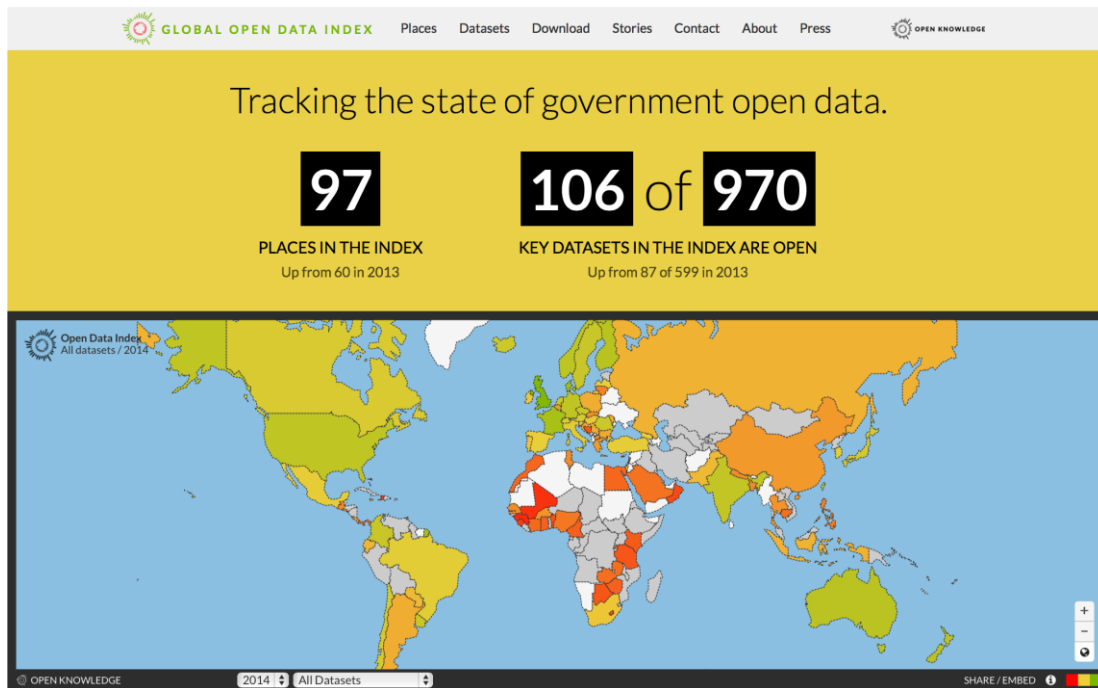 GLOBAL OPEN DATA INDEX Places Datasets Download Stories Contact About Press OPEN KNOWLEDGE
Tracking the state of government open data.
97 106 of 970
PLACES IN THE INDEX KEY DATASETS IN THE INDEX ARE OPEN
Up from 60 in 2013 Up from 87 of 599 in 2013
Open Data Index
All datasets / 2014
+
−
OPEN KNOWLEDGE 2014 All Datasets SHARE / EMBED i